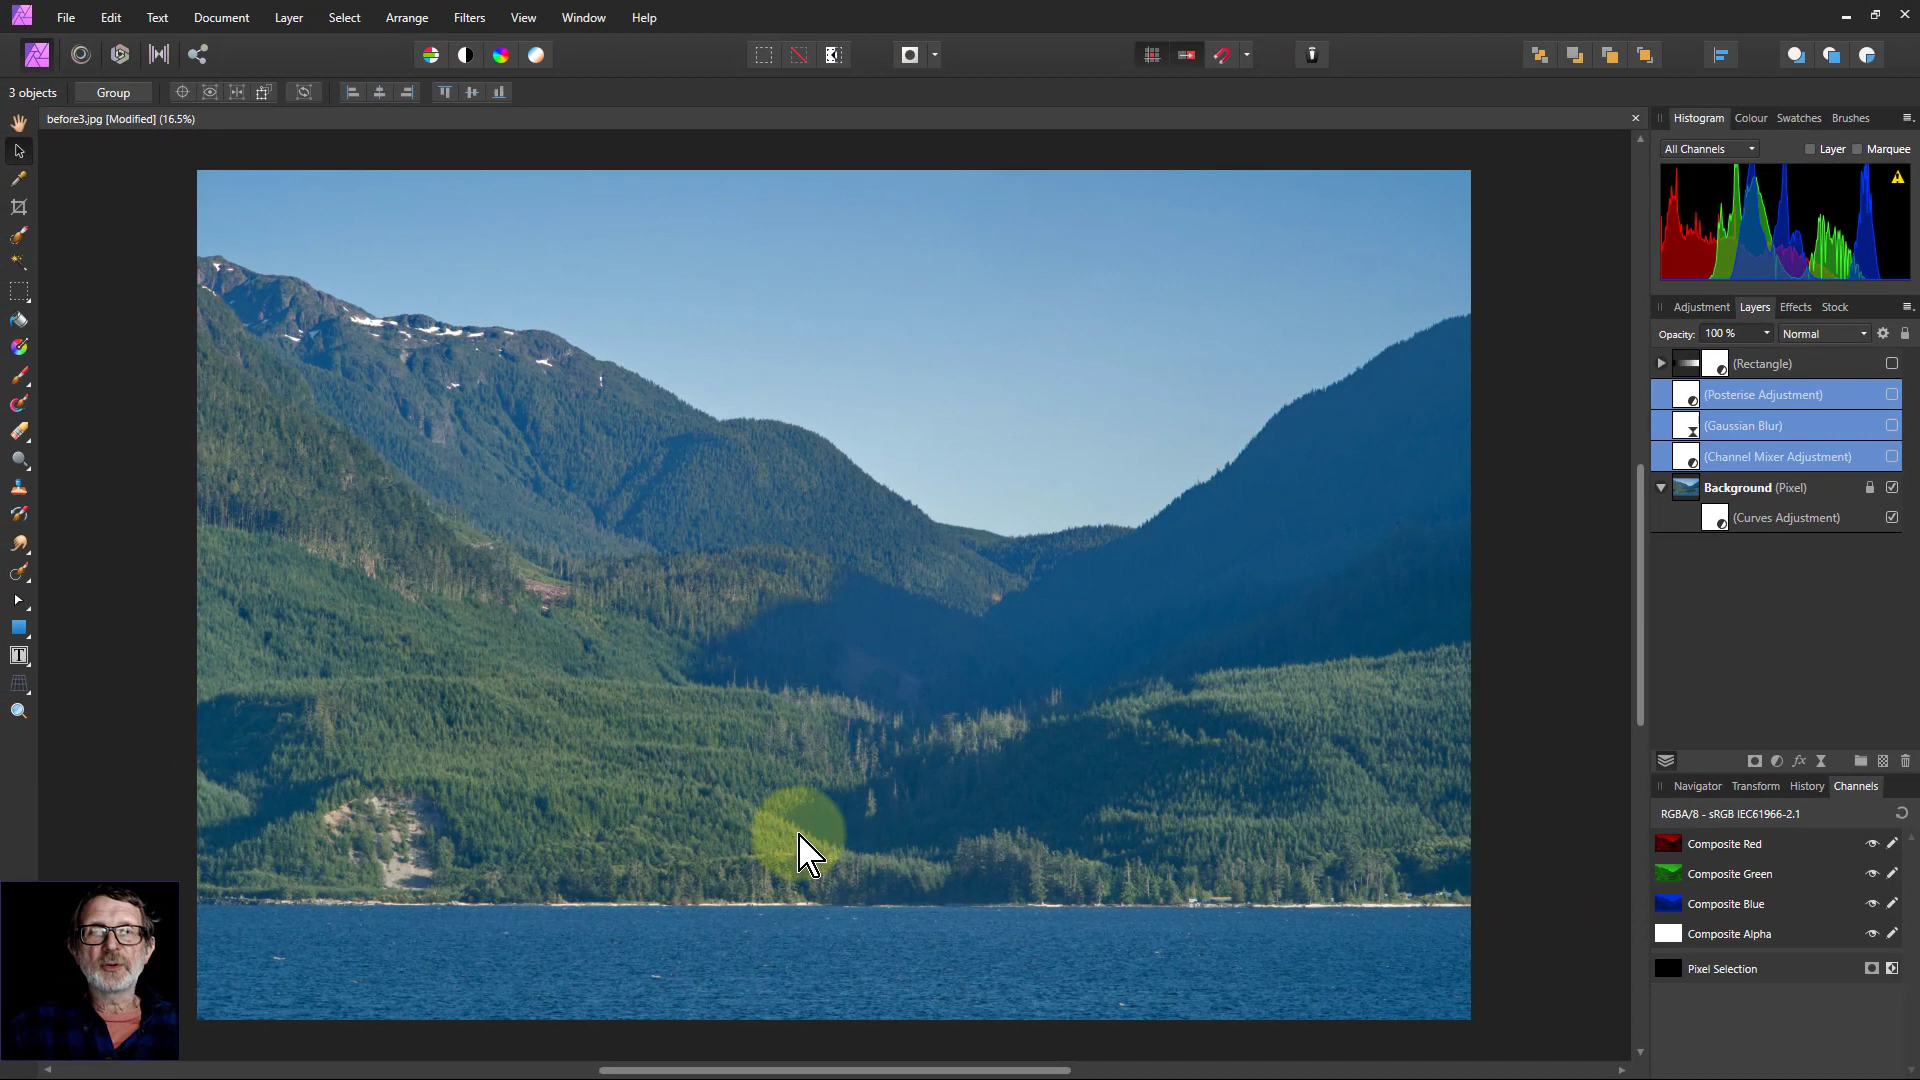 File Edit Text Document Layer Select Arrange Filters View Window Help
3 objects Group
before3.jpg [Modified] (16.5%)
Histogram Colour Swatches Brushes
All Channels Layer Marquee
Adjustment Layers Effects Stock
Opacity: 100 % Normal
(Rectangle)
(Posterise Adjustment)
(Gaussian Blur)
(Channel Mixer Adjustment)
Background (Pixel)
(Curves Adjustment)
fx
Navigator Transform History Channels
RGBA/8 - sRGB IEC61966-2.1
Composite Red
Composite Green
Composite Blue
Composite Alpha
Pixel Selection